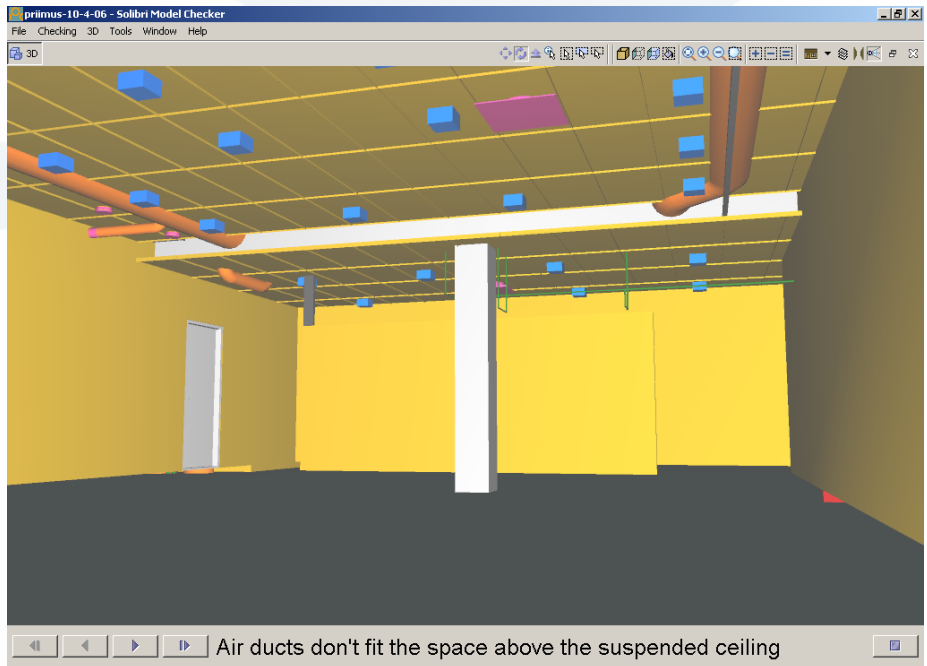 priimus-10-4-06 - Solibri Model Checker
File Checking 3D Tools Window Help
3D
Air ducts don't fit the space above the suspended ceiling